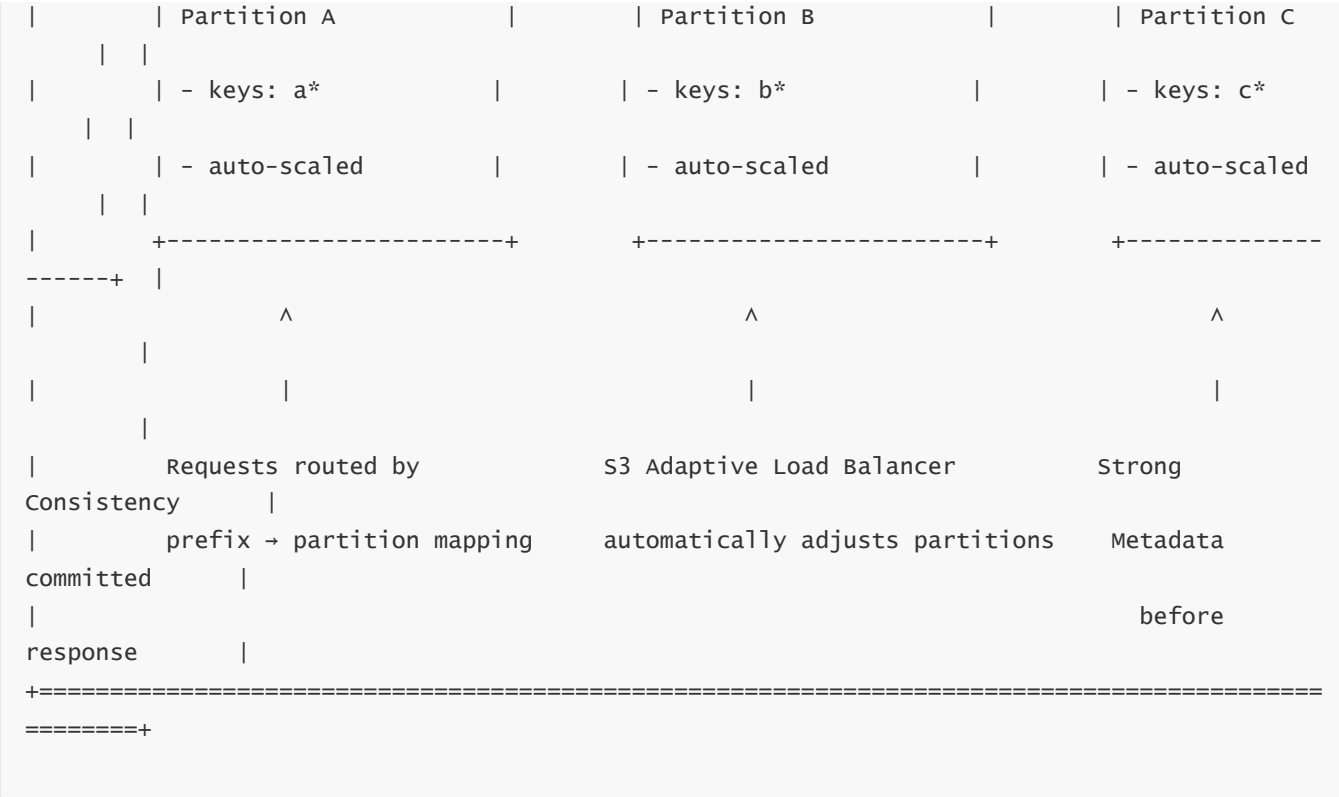 |        | Partition A            |        | Partition B            |        | Partition C
     |  |
|        | - keys: a*             |        | - keys: b*             |        | - keys: c*
    |  |
|        | - auto-scaled         |        | - auto-scaled          |        | - auto-scaled
     |  |
|        +------------------------+        +------------------------+        +--------------
------+  |
|                 ^                                ^                                ^
        |
|                 |                                |                                |
        |
|         Requests routed by             S3 Adaptive Load Balancer          Strong
Consistency      |
|         prefix → partition mapping     automatically adjusts partitions    Metadata
committed      |
|                                                                              before
response       |
+===========================================================================================
========+